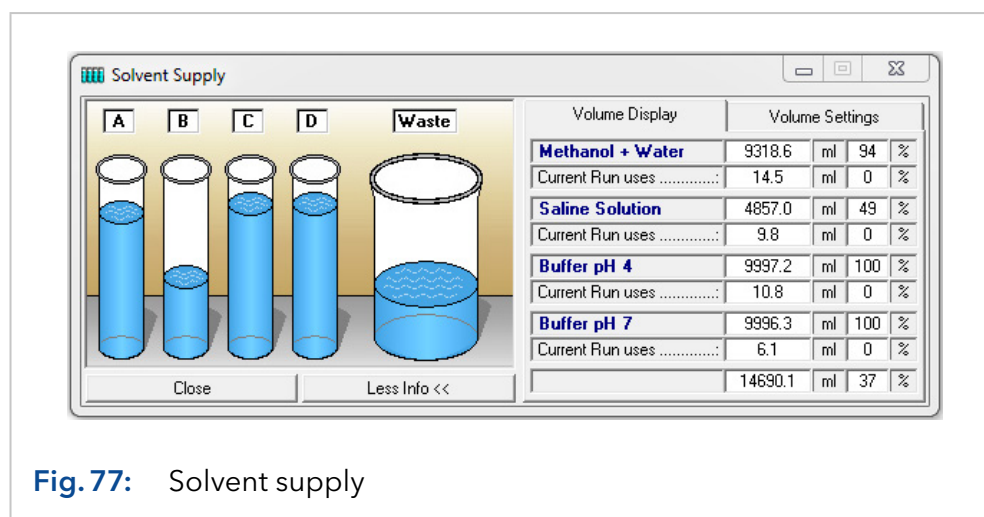 Solvent Supply
A B C D Waste
Volume Display Volume Settings
Methanol + Water 9318.6 ml 94 %
Current Run uses ............: 14.5 ml 0 %
Saline Solution 4857.0 ml 49 %
Current Run uses ............: 9.8 ml 0 %
Buffer pH 4 9997.2 ml 100 %
Current Run uses ............: 10.8 ml 0 %
Buffer pH 7 9996.3 ml 100 %
Current Run uses ............: 6.1 ml 0 %
14690.1 ml 37 %
Close Less Info <<
Fig. 77: Solvent supply